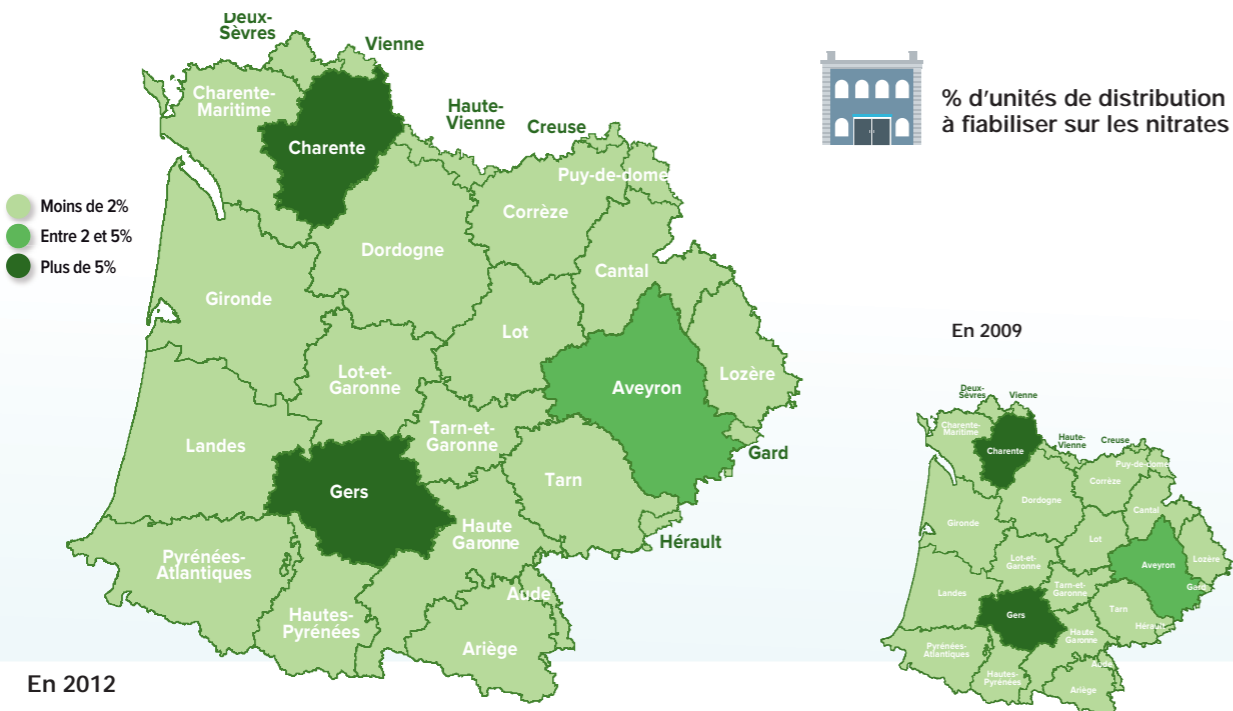 Deux-
Sèvres
Vienne
Charente-
Maritime
Haute-
Vienne
Creuse
Charente
Puy-de-dome
Corrèze
Dordogne
Cantal
Gironde
Lot
Lot-et-
Garonne
Aveyron
Lozère
Landes
Tarn-et-
Garonne
Gard
Tarn
Gers
Haute
Garonne
Hérault
Pyrénées-
Atlantiques
Aude
Hautes-
Pyrénées
Ariège
Moins de 2%
Entre 2 et 5%
Plus de 5%
En 2012
% d'unités de distribution
à fiabiliser sur les nitrates
En 2009
Deux-
Sèvres
Vienne
Charente-
Maritime
Haute-
Vienne
Creuse
Charente
Puy-de-dome
Corrèze
Dordogne
Cantal
Gironde
Lot
Lot-et-
Garonne
Aveyron
Lozère
Landes
Tarn-et-
Garonne
Gard
Tarn
Gers
Hérault
Haute
Garonne
Pyrénées-
Atlantiques
Aude
Hautes-
Pyrénées
Ariège